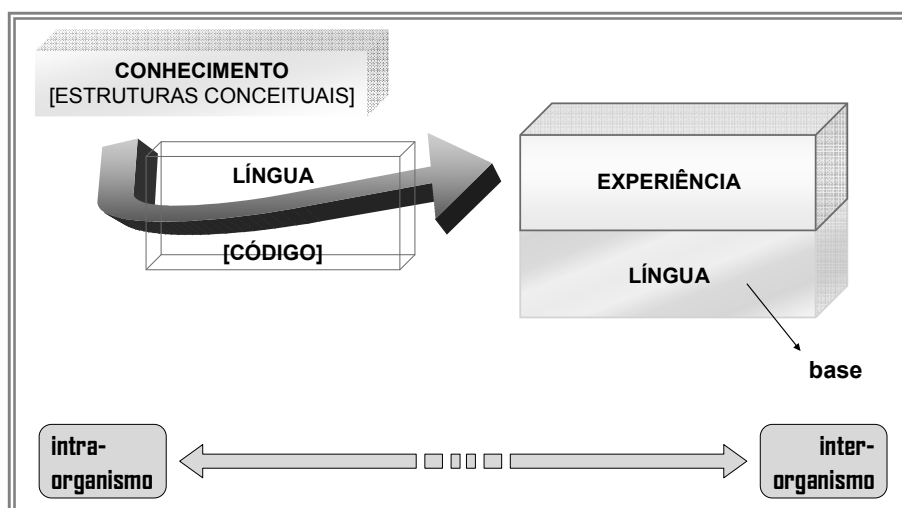 CONHECIMENTO
[ESTRUTURAS CONCEITUAIS]
LÍNGUA
[CÓDIGO]
EXPERIÊNCIA
LÍNGUA
base
intra-
organismo
inter-
organismo